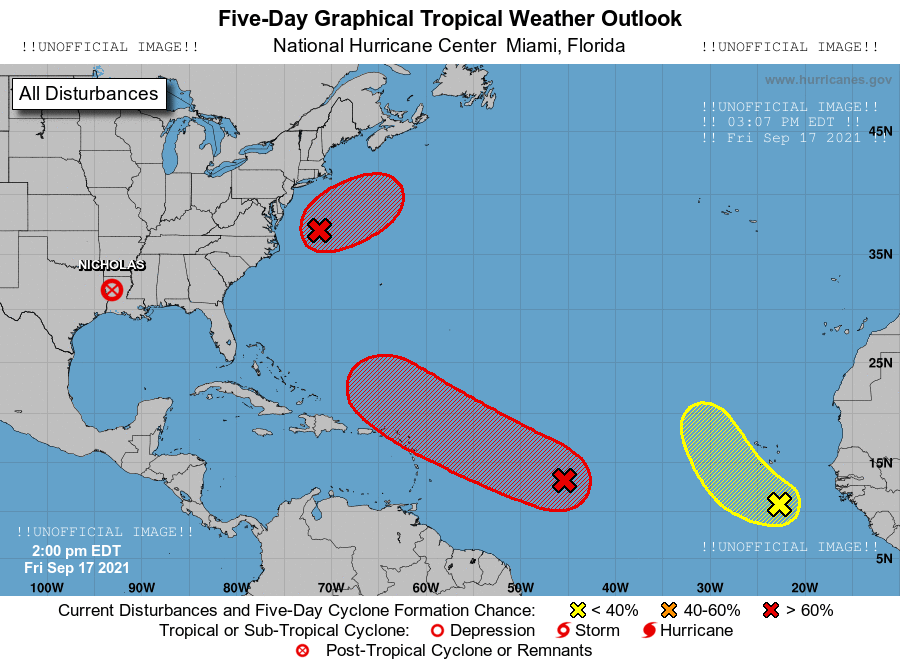 Five-Day Graphical Tropical Weather Outlook
!!UNOFFICIAL IMAGE!!
National Hurricane Center Miami, Florida
!!UNOFFICIAL IMAGE!!
All Disturbances
www.hurricanes.gov
!!UNOFFICIAL IMAGE!!
!! 03:07 PM EDT !!
!! Fri Sep 17 2021 !!
45N
35N
NICHOLAS
25N
15N
!!UNOFFICIAL IMAGE!!
2:00 pm EDT
Fri Sep 17 2021
!!UNOFFICIAL IMAGE!!
5N
100W 90W 80W 70W 60W 50W 40W 30W 20W
Current Disturbances and Five-Day Cyclone Formation Chance: < 40% 40-60% > 60%
Tropical or Sub-Tropical Cyclone: Depression Storm Hurricane
Post-Tropical Cyclone or Remnants